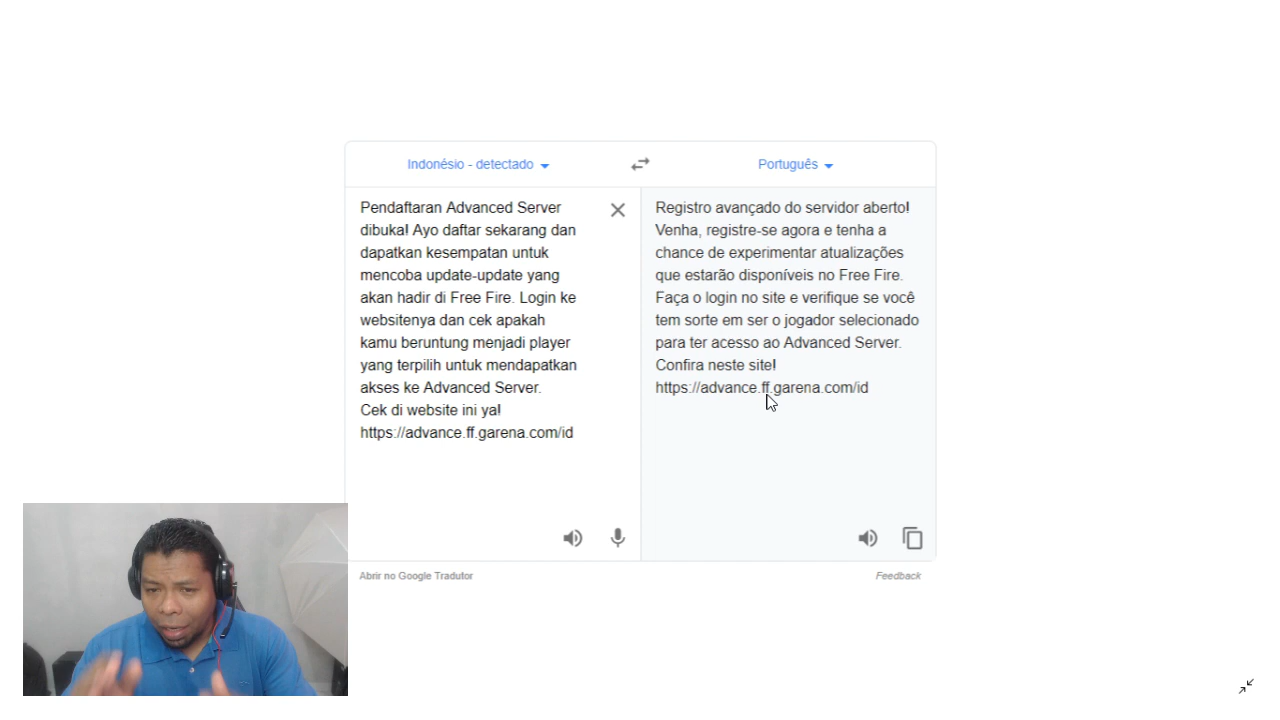 Indonésio - detectado
Português
Pendaftaran Advanced Server
dibuka! Ayo daftar sekarang dan
dapatkan kesempatan untuk
mencoba update-update yang
akan hadir di Free Fire. Login ke
websitenya dan cek apakah
kamu beruntung menjadi player
yang terpilih untuk mendapatkan
akses ke Advanced Server.
Cek di website ini ya!
https://advance.ff.garena.com/id
Registro avançado do servidor aberto!
Venha, registre-se agora e tenha a
chance de experimentar atualizações
que estarão disponíveis no Free Fire.
Faça o login no site e verifique se você
tem sorte em ser o jogador selecionado
para ter acesso ao Advanced Server.
Confira neste site!
https://advance.ff.garena.com/id
Abrir no Google Tradutor
Feedback